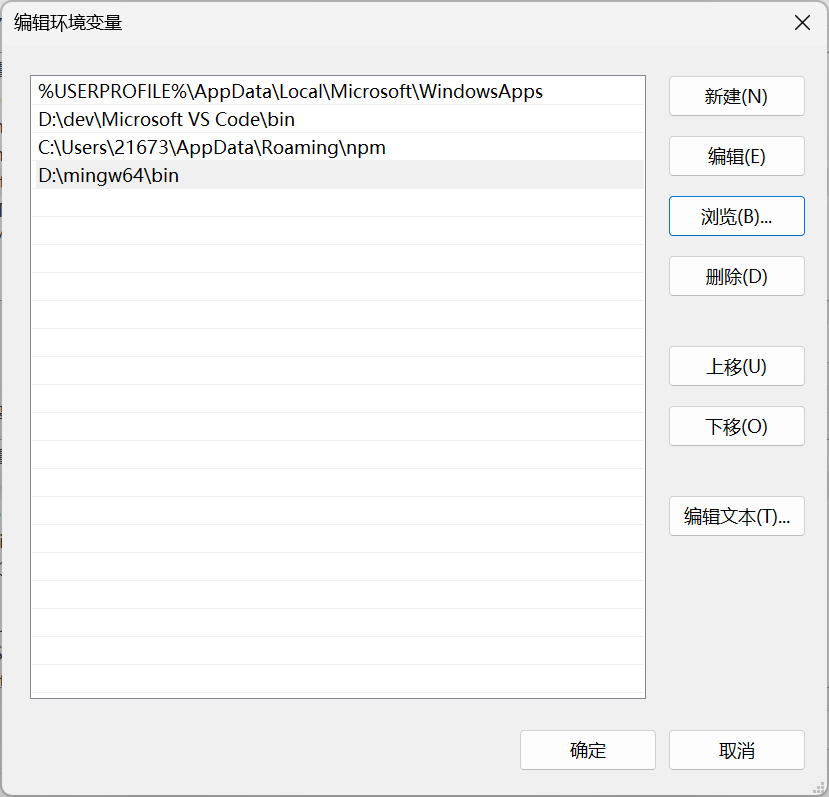 编辑环境变量
%USERPROFILE%\AppData\Local\Microsoft\WindowsApps
D:\dev\Microsoft VS Code\bin
C:\Users\21673\AppData\Roaming\npm
D:\mingw64\bin
新建(N)
编辑(E)
浏览(B)...
删除(D)
上移(U)
下移(O)
编辑文本(T)...
确定
取消